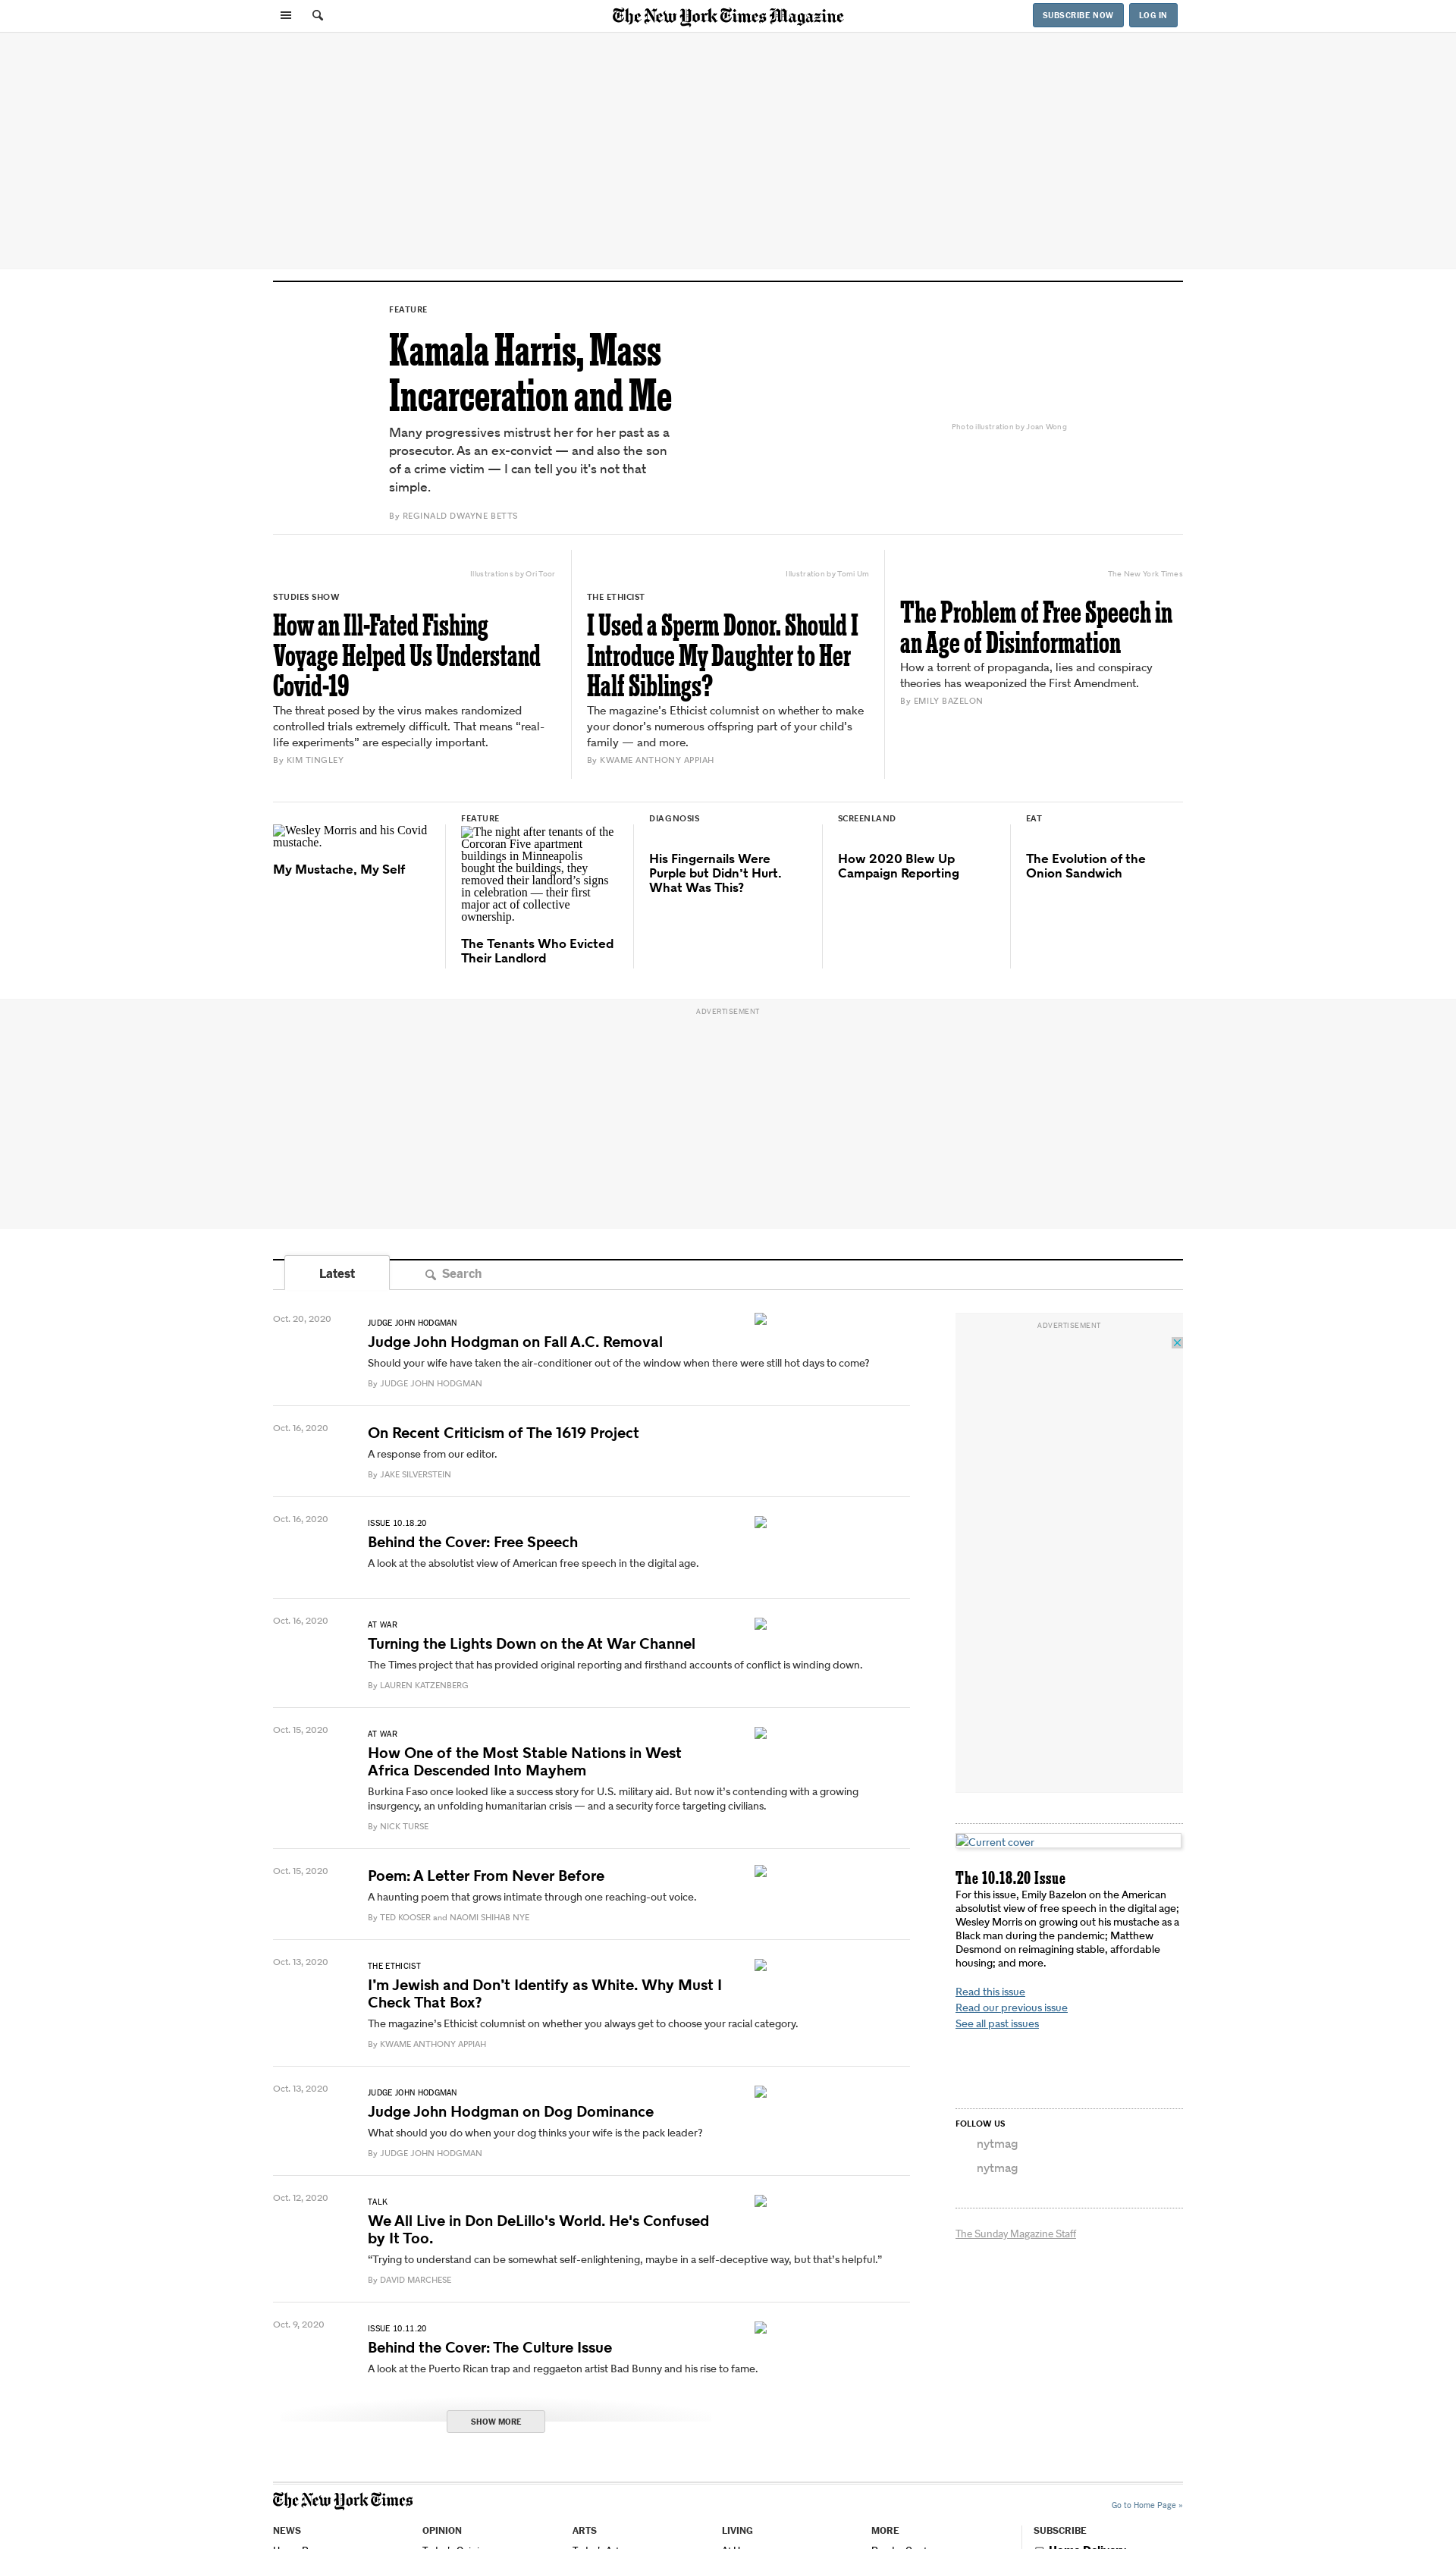 The New York Times Magazine
SUBSCRIBE NOW
LOG IN
FEATURE
Kamala Harris, Mass
Incarceration and Me
Many progressives mistrust her for her past as a
prosecutor. As an ex-convict — and also the son
of a crime victim — I can tell you it’s not that
simple.
By REGINALD DWAYNE BETTS
Photo illustration by Joan Wong
Illustrations by Ori Toor
STUDIES SHOW
How an Ill-Fated Fishing
Voyage Helped Us Understand
Covid-19
The threat posed by the virus makes randomized
controlled trials extremely difficult. That means “real-
life experiments” are especially important.
By KIM TINGLEY
Illustration by Tomi Um
THE ETHICIST
I Used a Sperm Donor. Should I
Introduce My Daughter to Her
Half Siblings?
The magazine’s Ethicist columnist on whether to make
your donor’s numerous offspring part of your child’s
family — and more.
By KWAME ANTHONY APPIAH
The New York Times
The Problem of Free Speech in
an Age of Disinformation
How a torrent of propaganda, lies and conspiracy
theories has weaponized the First Amendment.
By EMILY BAZELON
Wesley Morris and his Covid
mustache.
My Mustache, My Self
FEATURE
The night after tenants of the
Corcoran Five apartment
buildings in Minneapolis
bought the buildings, they
removed their landlord’s signs
in celebration — their first
major act of collective
ownership.
The Tenants Who Evicted
Their Landlord
DIAGNOSIS
His Fingernails Were
Purple but Didn’t Hurt.
What Was This?
SCREENLAND
How 2020 Blew Up
Campaign Reporting
EAT
The Evolution of the
Onion Sandwich
ADVERTISEMENT
Latest
Search
Oct. 20, 2020
JUDGE JOHN HODGMAN
Judge John Hodgman on Fall A.C. Removal
Should your wife have taken the air-conditioner out of the window when there were still hot days to come?
By JUDGE JOHN HODGMAN
Oct. 16, 2020
On Recent Criticism of The 1619 Project
A response from our editor.
By JAKE SILVERSTEIN
Oct. 16, 2020
ISSUE 10.18.20
Behind the Cover: Free Speech
A look at the absolutist view of American free speech in the digital age.
Oct. 16, 2020
AT WAR
Turning the Lights Down on the At War Channel
The Times project that has provided original reporting and firsthand accounts of conflict is winding down.
By LAUREN KATZENBERG
Oct. 15, 2020
AT WAR
How One of the Most Stable Nations in West
Africa Descended Into Mayhem
Burkina Faso once looked like a success story for U.S. military aid. But now it’s contending with a growing
insurgency, an unfolding humanitarian crisis — and a security force targeting civilians.
By NICK TURSE
Oct. 15, 2020
Poem: A Letter From Never Before
A haunting poem that grows intimate through one reaching-out voice.
By TED KOOSER and NAOMI SHIHAB NYE
Oct. 13, 2020
THE ETHICIST
I’m Jewish and Don’t Identify as White. Why Must I
Check That Box?
The magazine’s Ethicist columnist on whether you always get to choose your racial category.
By KWAME ANTHONY APPIAH
Oct. 13, 2020
JUDGE JOHN HODGMAN
Judge John Hodgman on Dog Dominance
What should you do when your dog thinks your wife is the pack leader?
By JUDGE JOHN HODGMAN
Oct. 12, 2020
TALK
We All Live in Don DeLillo's World. He's Confused
by It Too.
“Trying to understand can be somewhat self-enlightening, maybe in a self-deceptive way, but that’s helpful.”
By DAVID MARCHESE
Oct. 9, 2020
ISSUE 10.11.20
Behind the Cover: The Culture Issue
A look at the Puerto Rican trap and reggaeton artist Bad Bunny and his rise to fame.
SHOW MORE
ADVERTISEMENT
Current cover
The 10.18.20 Issue
For this issue, Emily Bazelon on the American
absolutist view of free speech in the digital age;
Wesley Morris on growing out his mustache as a
Black man during the pandemic; Matthew
Desmond on reimagining stable, affordable
housing; and more.
Read this issue
Read our previous issue
See all past issues
FOLLOW US
nytmag
nytmag
The Sunday Magazine Staff
The New York Times
Go to Home Page »
NEWS
OPINION
ARTS
LIVING
MORE
SUBSCRIBE